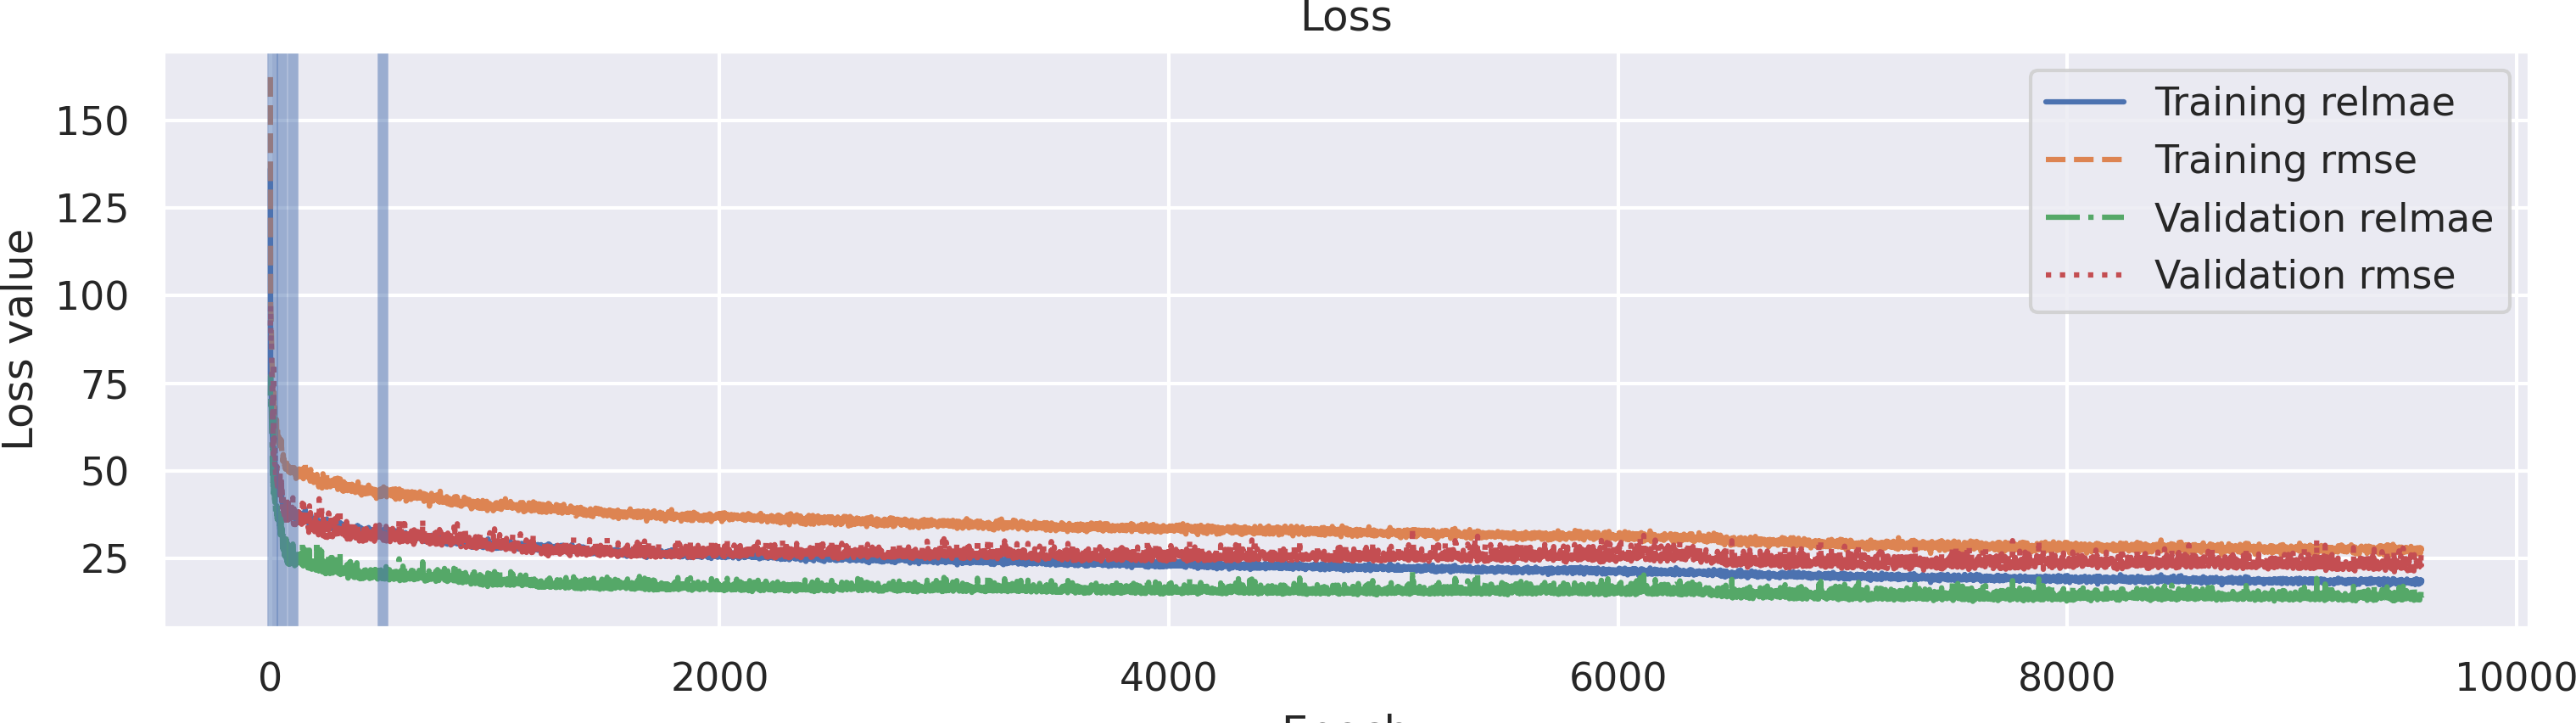 Loss
Loss value
150
125
100
75
50
25
Training relmae
Training rmse
Validation relmae
Validation rmse
0 2000 4000 6000 8000 10000